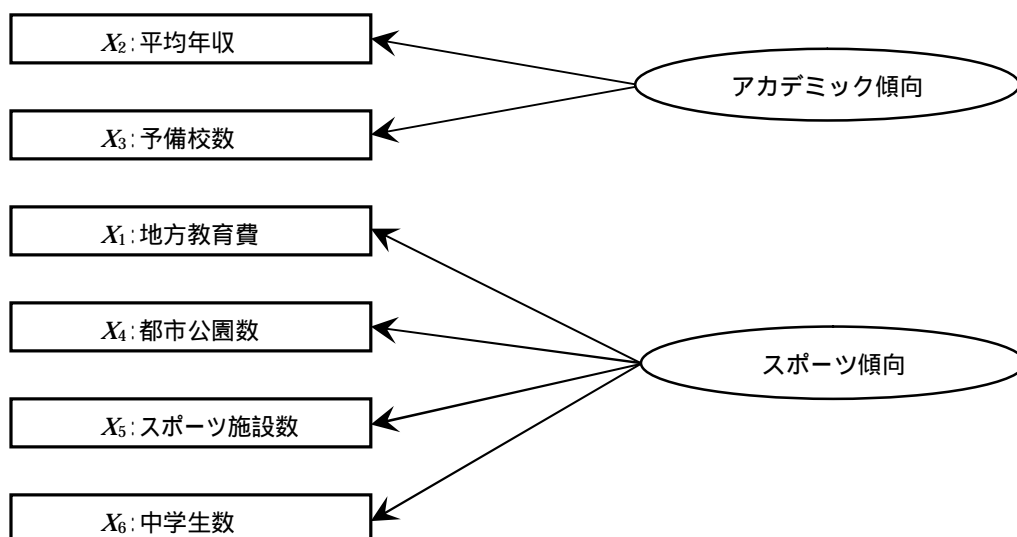 X₂: 平均年収
アカデミック傾向
X₃: 予備校数
X₁: 地方教育費
X₄: 都市公園数
スポーツ傾向
X₅: スポーツ施設数
X₆: 中学生数